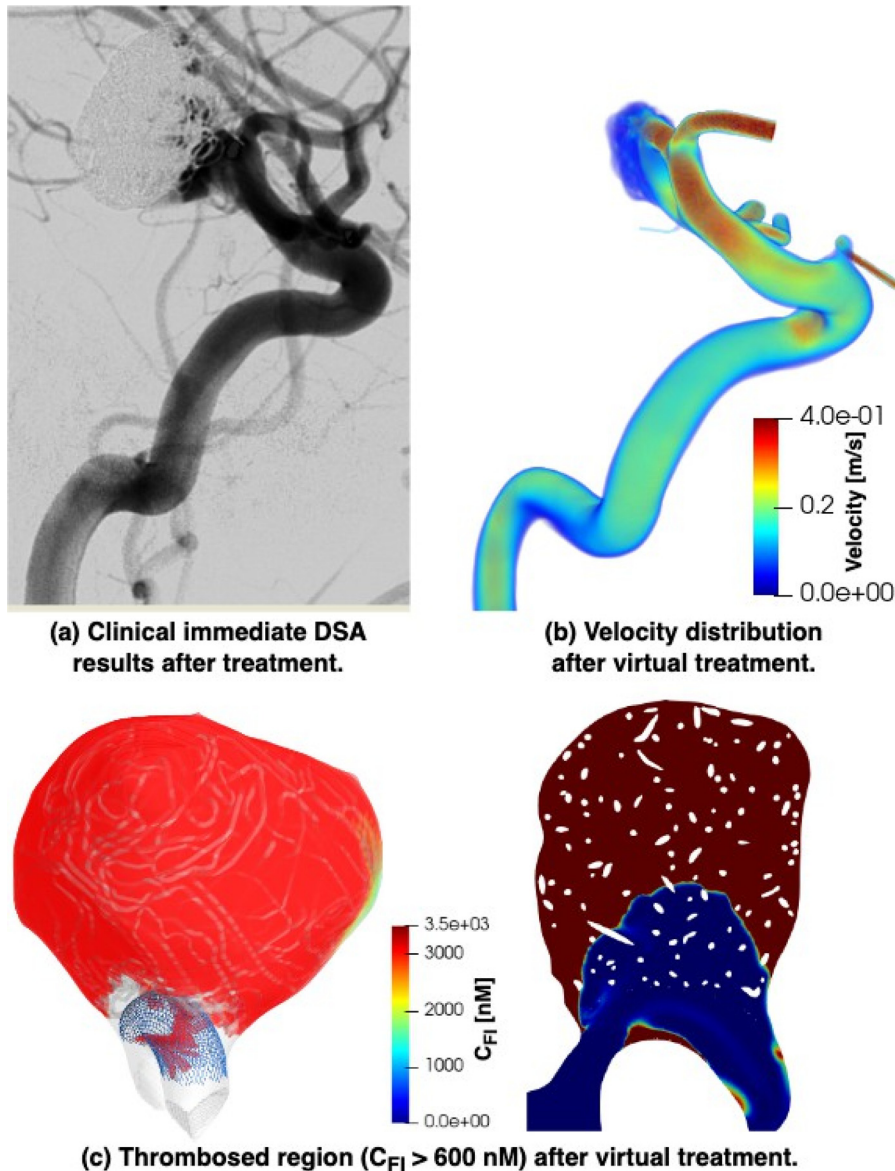 4.0e-01
0.2
0.0e+00
Velocity [m/s]
(a) Clinical immediate DSA
results after treatment.
(b) Velocity distribution
after virtual treatment.
3.5e+03
3000
2000
1000
0.0e+00
C_FI [nM]
(c) Thrombosed region (C_FI > 600 nM) after virtual treatment.